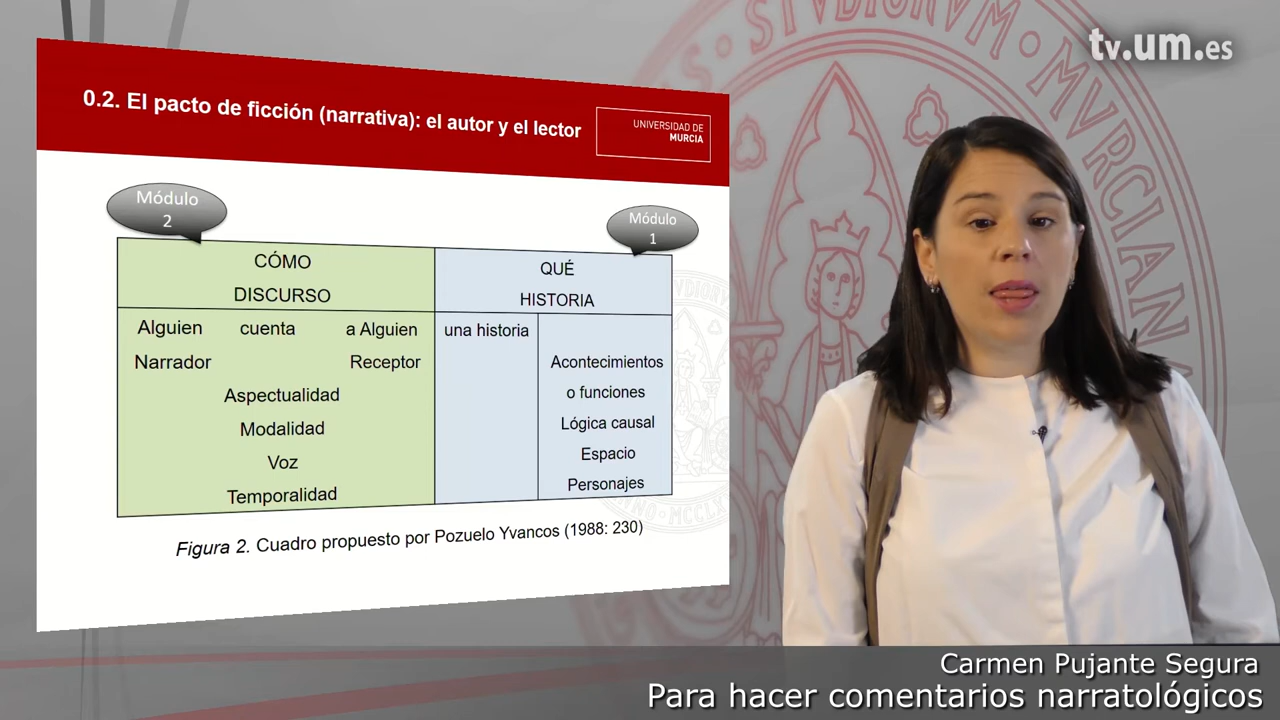 tv.um.es
0.2. El pacto de ficción (narrativa): el autor y el lector
UNIVERSIDAD DE
MURCIA
Módulo
2
Módulo
1
CÓMO
DISCURSO
QUÉ
HISTORIA
Alguien cuenta a Alguien
una historia
Narrador Receptor
Aspectualidad
Modalidad
Voz
Temporalidad
Acontecimientos
o funciones
Lógica causal
Espacio
Personajes
Figura 2. Cuadro propuesto por Pozuelo Yvancos (1988: 230)
Carmen Pujante Segura
Para hacer comentarios narratológicos